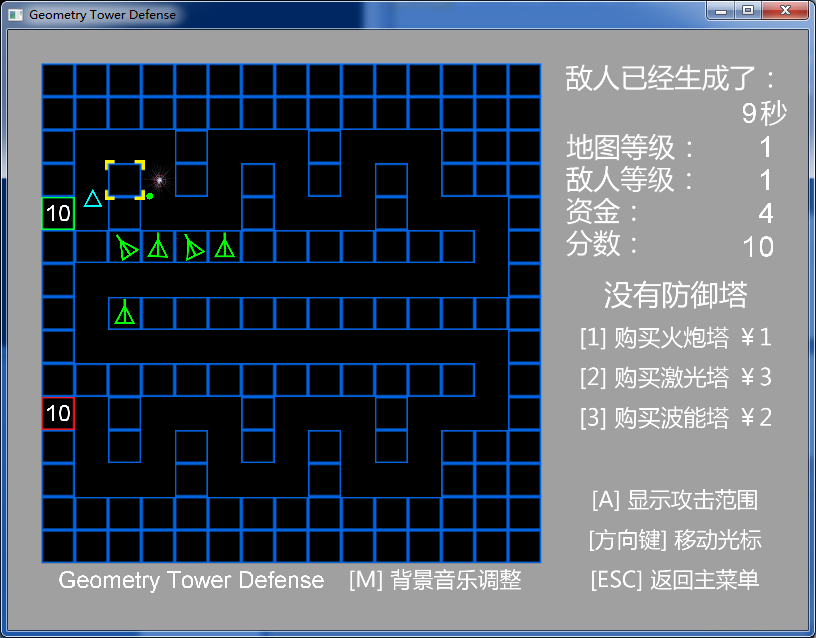 Geometry Tower Defense
敌人已经生成了：
9秒
地图等级： 1
敌人等级： 1
资金： 4
分数： 10
没有防御塔
[1] 购买火炮塔 ￥1
[2] 购买激光塔 ￥3
[3] 购买波能塔 ￥2
[A] 显示攻击范围
[方向键] 移动光标
[ESC] 返回主菜单
10
10
Geometry Tower Defense [M] 背景音乐调整